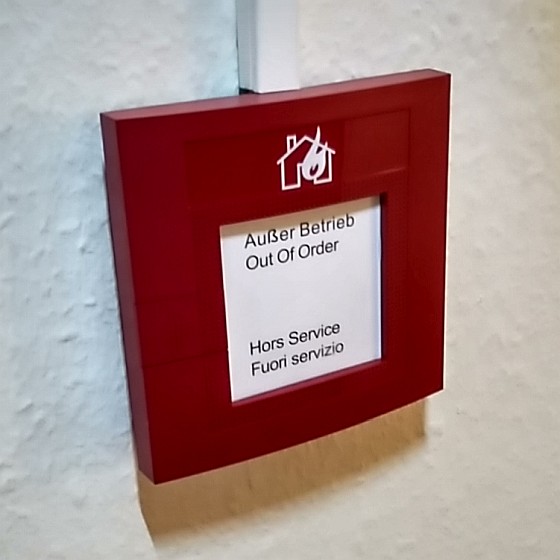 Außer Betrieb
Out Of Order
Hors Service
Fuori servizio